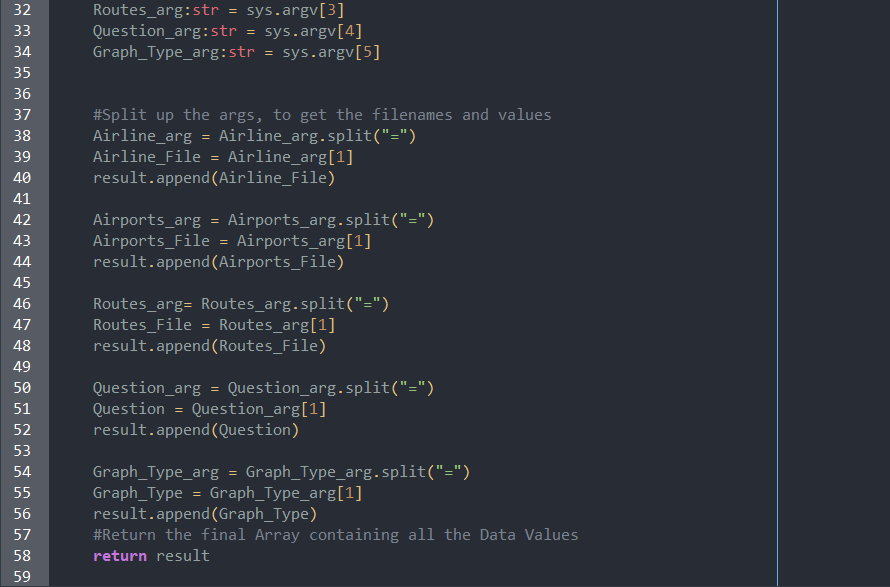 32 Routes_arg:str = sys.argv[3]
33 Question_arg:str = sys.argv[4]
34 Graph_Type_arg:str = sys.argv[5]
35
36
37 #Split up the args, to get the filenames and values
38 Airline_arg = Airline_arg.split("=")
39 Airline_File = Airline_arg[1]
40 result.append(Airline_File)
41
42 Airports_arg = Airports_arg.split("=")
43 Airports_File = Airports_arg[1]
44 result.append(Airports_File)
45
46 Routes_arg= Routes_arg.split("=")
47 Routes_File = Routes_arg[1]
48 result.append(Routes_File)
49
50 Question_arg = Question_arg.split("=")
51 Question = Question_arg[1]
52 result.append(Question)
53
54 Graph_Type_arg = Graph_Type_arg.split("=")
55 Graph_Type = Graph_Type_arg[1]
56 result.append(Graph_Type)
57 #Return the final Array containing all the Data Values
58 return result
59